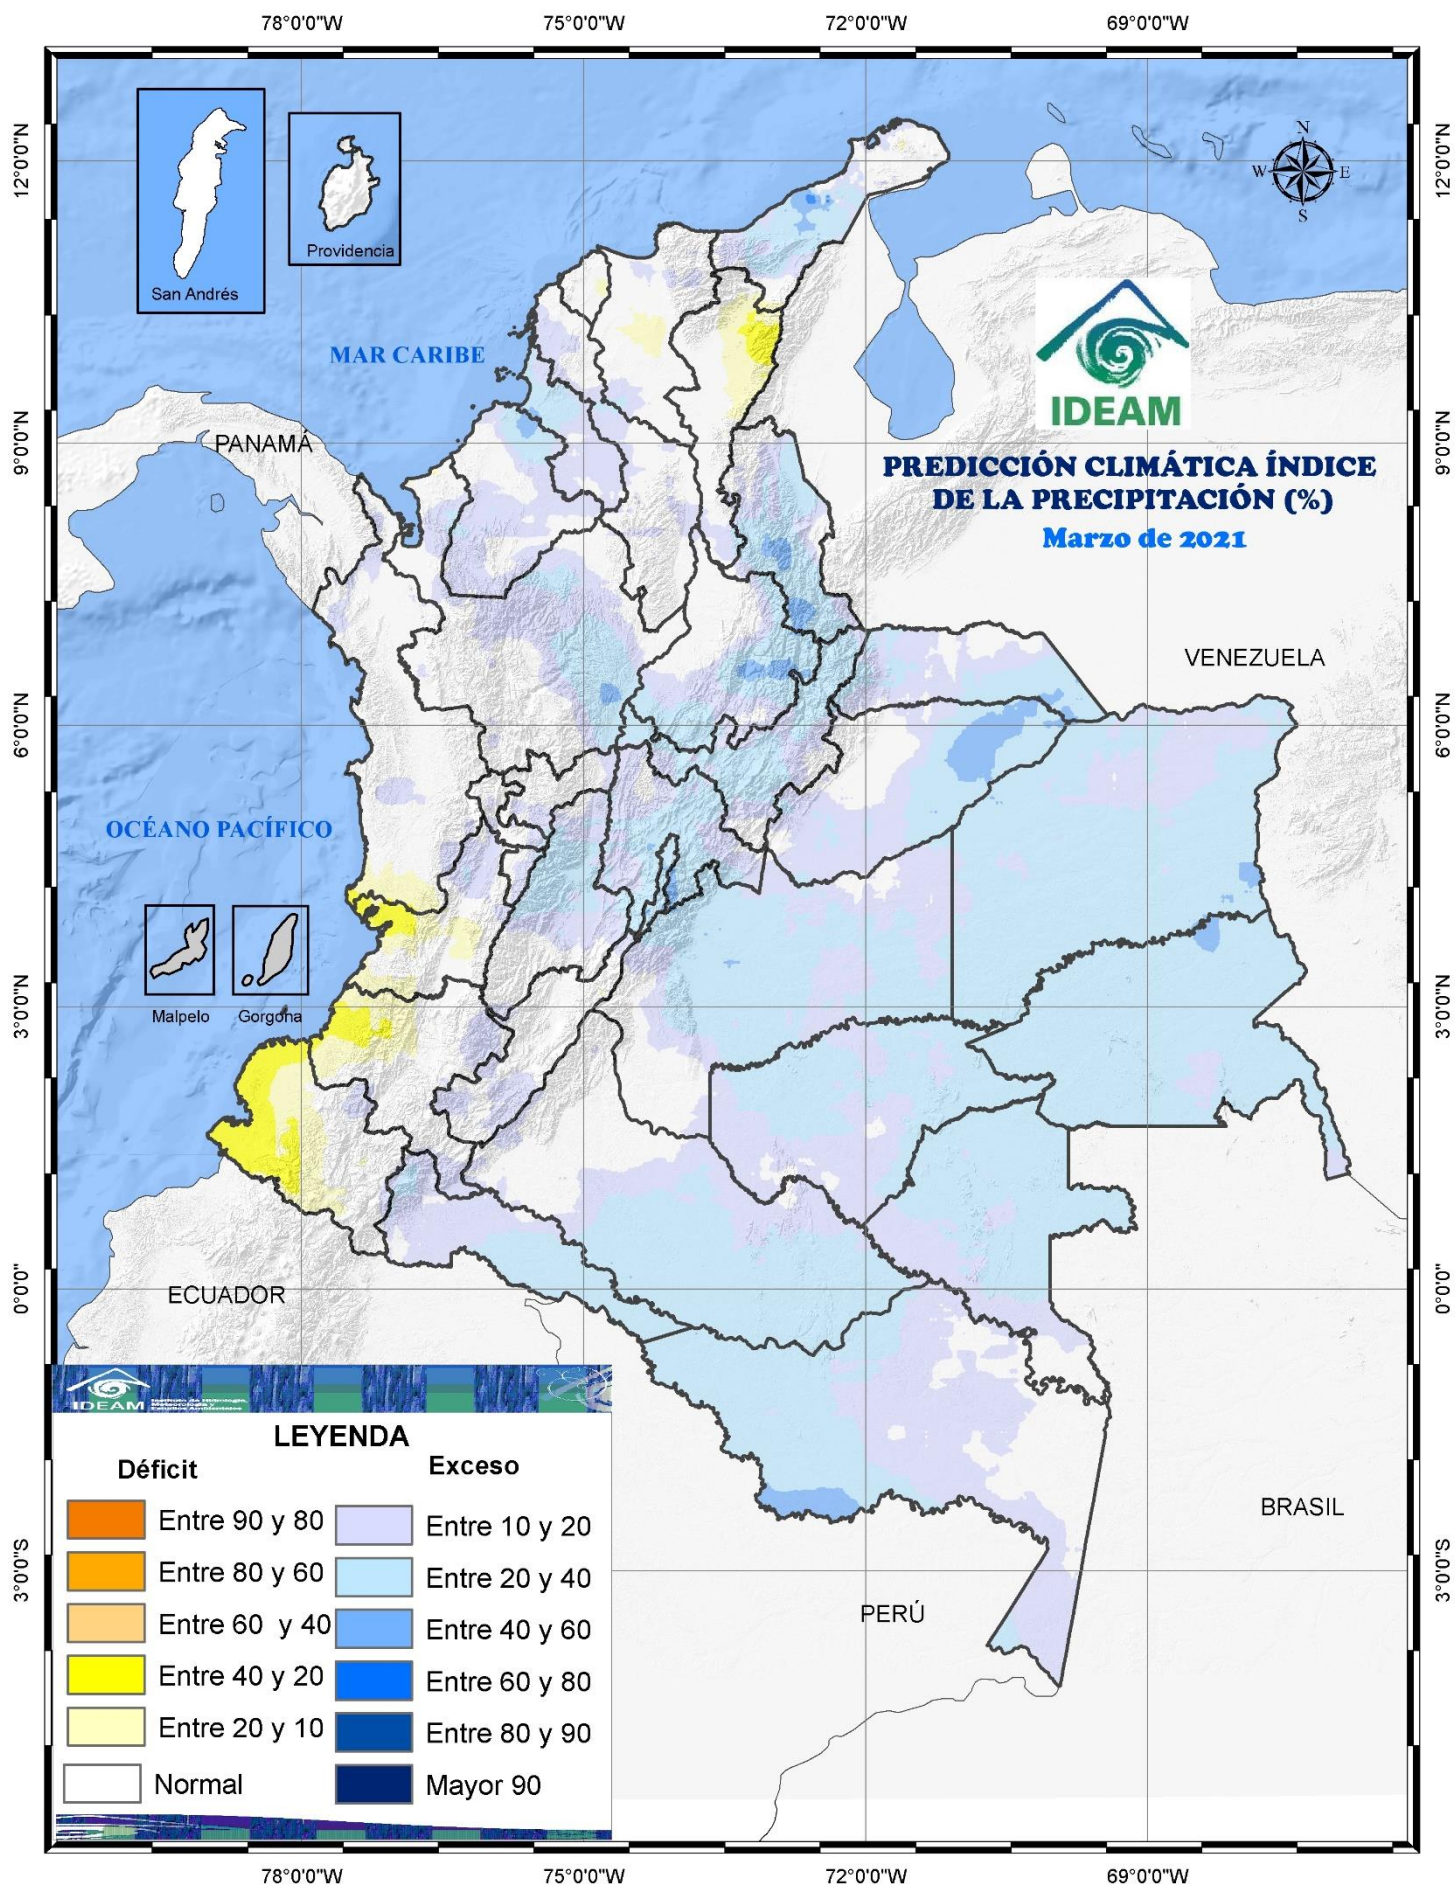 78°0'0"W 75°0'0"W 72°0'0"W 69°0'0"W
12°0'0"N
12°0'0"N
N
W E
S
San Andrés
Providencia
MAR CARIBE
IDEAM
PANAMÁ
9°0'0"N
9°0'0"N
PREDICCIÓN CLIMÁTICA ÍNDICE
DE LA PRECIPITACIÓN (%)
Marzo de 2021
VENEZUELA
6°0'0"N
6°0'0"N
OCÉANO PACÍFICO
Malpelo
Gorgona
3°0'0"N
3°0'0"N
ECUADOR
0°0'0"
0°0'0"
IDEAM
Instituto de Hidrología,
Meteorología y
Estudios Ambientales
LEYENDA
Déficit
Exceso
Entre 90 y 80
Entre 10 y 20
Entre 80 y 60
Entre 20 y 40
Entre 60 y 40
Entre 40 y 60
Entre 40 y 20
Entre 60 y 80
Entre 20 y 10
Entre 80 y 90
Normal
Mayor 90
BRASIL
3°0'0"S
3°0'0"S
PERÚ
78°0'0"W 75°0'0"W 72°0'0"W 69°0'0"W